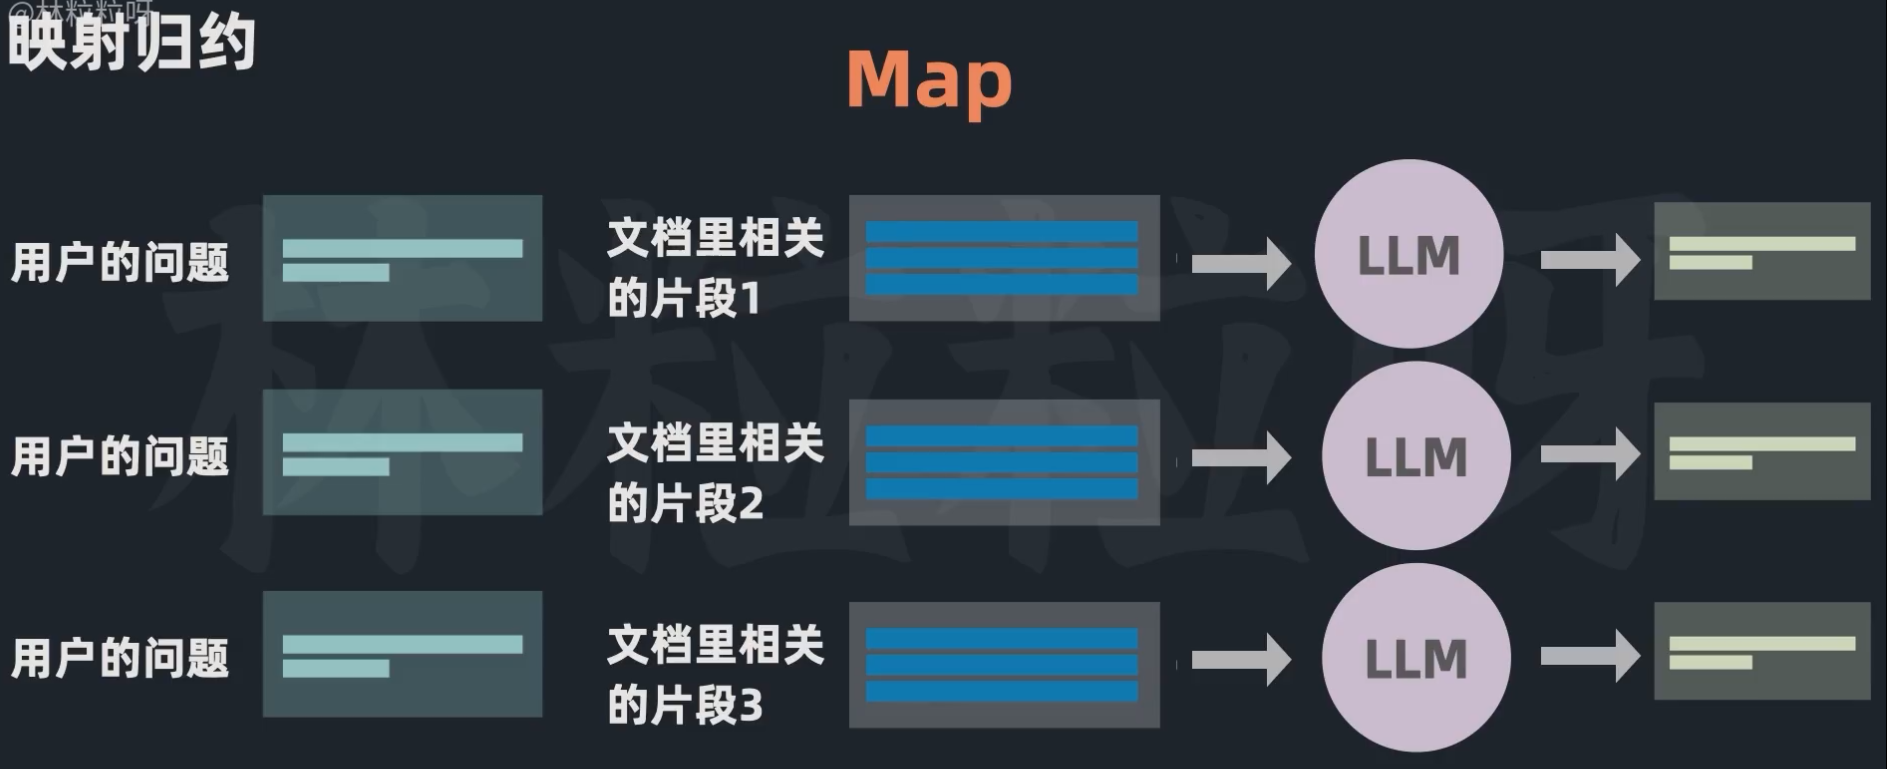 @林粒粒呀
映射归约
Map
用户的问题
文档里相关
的片段1
LLM
用户的问题
文档里相关
的片段2
LLM
用户的问题
文档里相关
的片段3
LLM
林粒粒呀